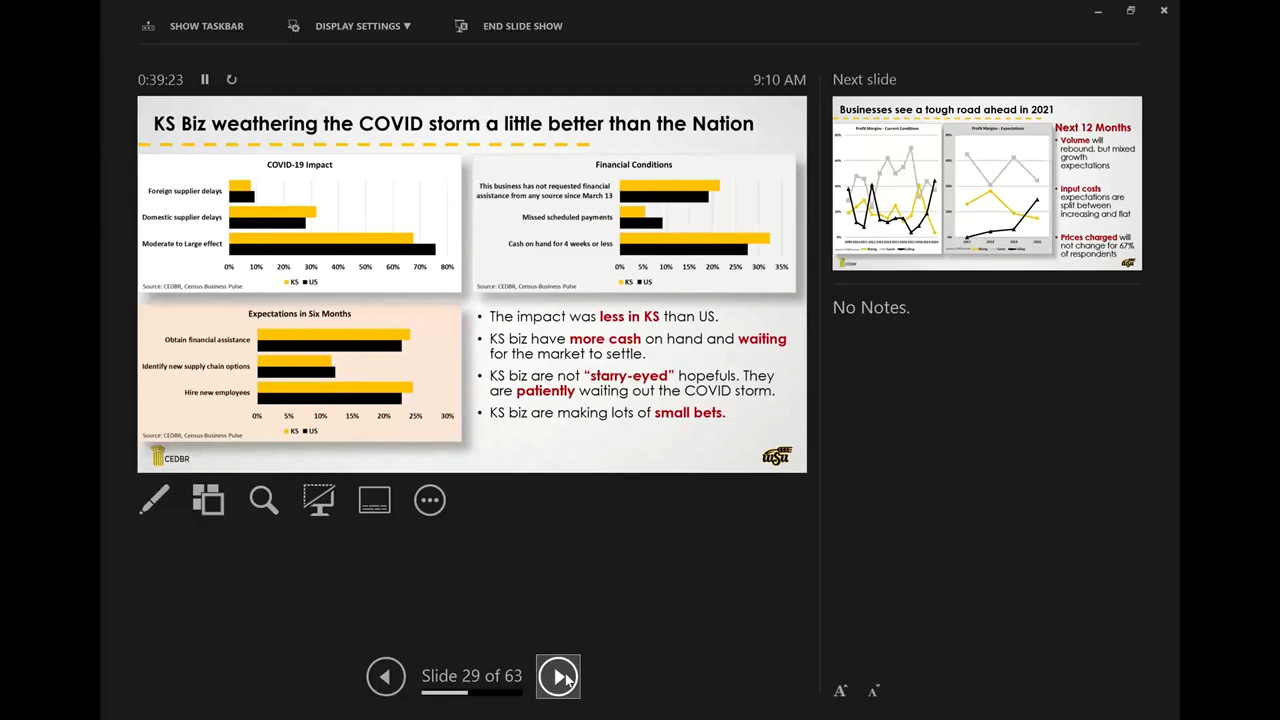 SHOW TASKBAR
DISPLAY SETTINGS ▼
END SLIDE SHOW
0:39:23
9:10 AM
KS Biz weathering the COVID storm a little better than the Nation
COVID-19 Impact
Foreign supplier delays
Domestic supplier delays
Moderate to Large effect
0% 10% 20% 30% 40% 50% 60% 70% 80%
KS US
Source: CEDBR, Census-Business Pulse
Financial Conditions
This business has not requested financial
assistance from any source since March 13
Missed scheduled payments
Cash on hand for 4 weeks or less
0% 5% 10% 15% 20% 25% 30% 35%
KS US
Source: CEDBR, Census-Business Pulse
Expectations in Six Months
Obtain financial assistance
Identify new supply chain options
Hire new employees
0% 5% 10% 15% 20% 25% 30%
KS US
Source: CEDBR, Census-Business Pulse
• The impact was less in KS than US.
• KS biz have more cash on hand and waiting
for the market to settle.
• KS biz are not “starry-eyed” hopefuls. They
are patiently waiting out the COVID storm.
• KS biz are making lots of small bets.
CEDBR
WSU
Slide 29 of 63
Next slide
Businesses see a tough road ahead in 2021
Profit Margins - Current Conditions
Profit Margins - Expectations
Next 12 Months
• Volume will
rebound, but mixed
growth
expectations
• Input costs
expectations are
split between
increasing and flat
• Prices charged will
not change for 67%
of respondents
No Notes.
A A